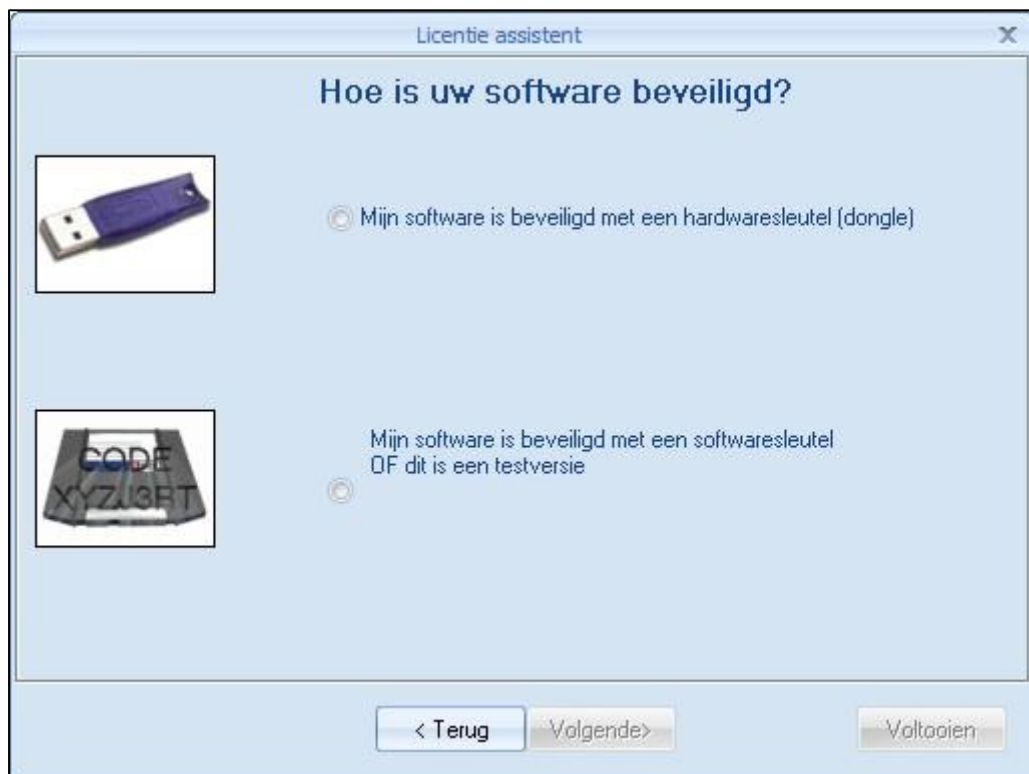 Licentie assistent
Hoe is uw software beveiligd?
Mijn software is beveiligd met een hardwaresleutel (dongle)
CODE
XYZJ3RT
Mijn software is beveiligd met een softwaresleutel
OF dit is een testversie
< Terug
Volgende>
Voltooien